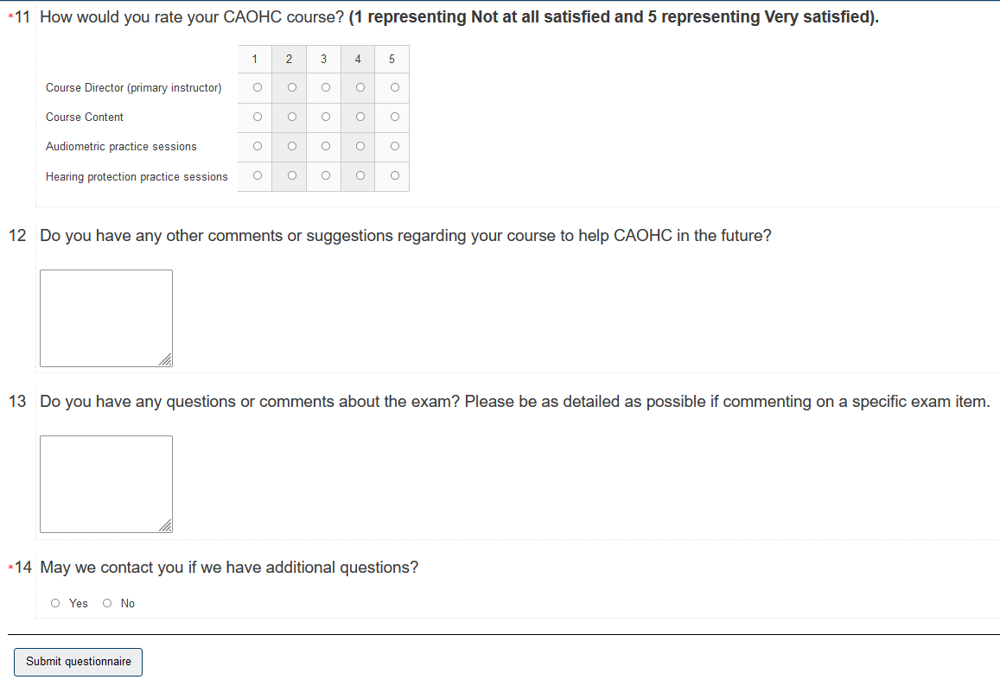 *11 How would you rate your CAOHC course? (1 representing Not at all satisfied and 5 representing Very satisfied).
1 2 3 4 5
Course Director (primary instructor)
Course Content
Audiometric practice sessions
Hearing protection practice sessions
12 Do you have any other comments or suggestions regarding your course to help CAOHC in the future?
13 Do you have any questions or comments about the exam? Please be as detailed as possible if commenting on a specific exam item.
*14 May we contact you if we have additional questions?
Yes No
Submit questionnaire